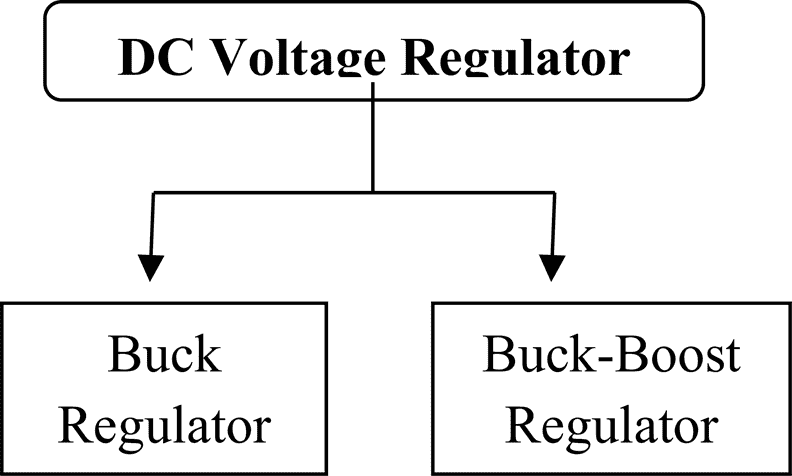 DC Voltage Regulator
Buck
Regulator
Buck-Boost
Regulator